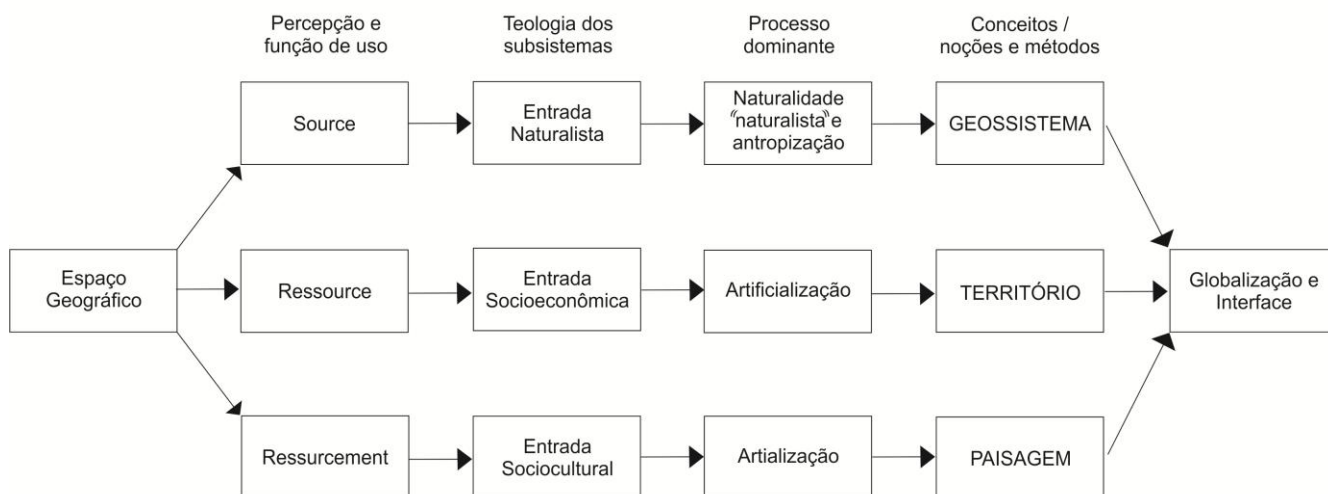 Percepção e
função de uso
Teologia dos
subsistemas
Processo
dominante
Conceitos /
noções e métodos
Source
Entrada
Naturalista
Naturalidade
"naturalista" e
antropização
GEOSSISTEMA
Espaço
Geográfico
Ressource
Entrada
Socioeconômica
Artificialização
TERRITÓRIO
Globalização e
Interface
Ressurcement
Entrada
Sociocultural
Artialização
PAISAGEM